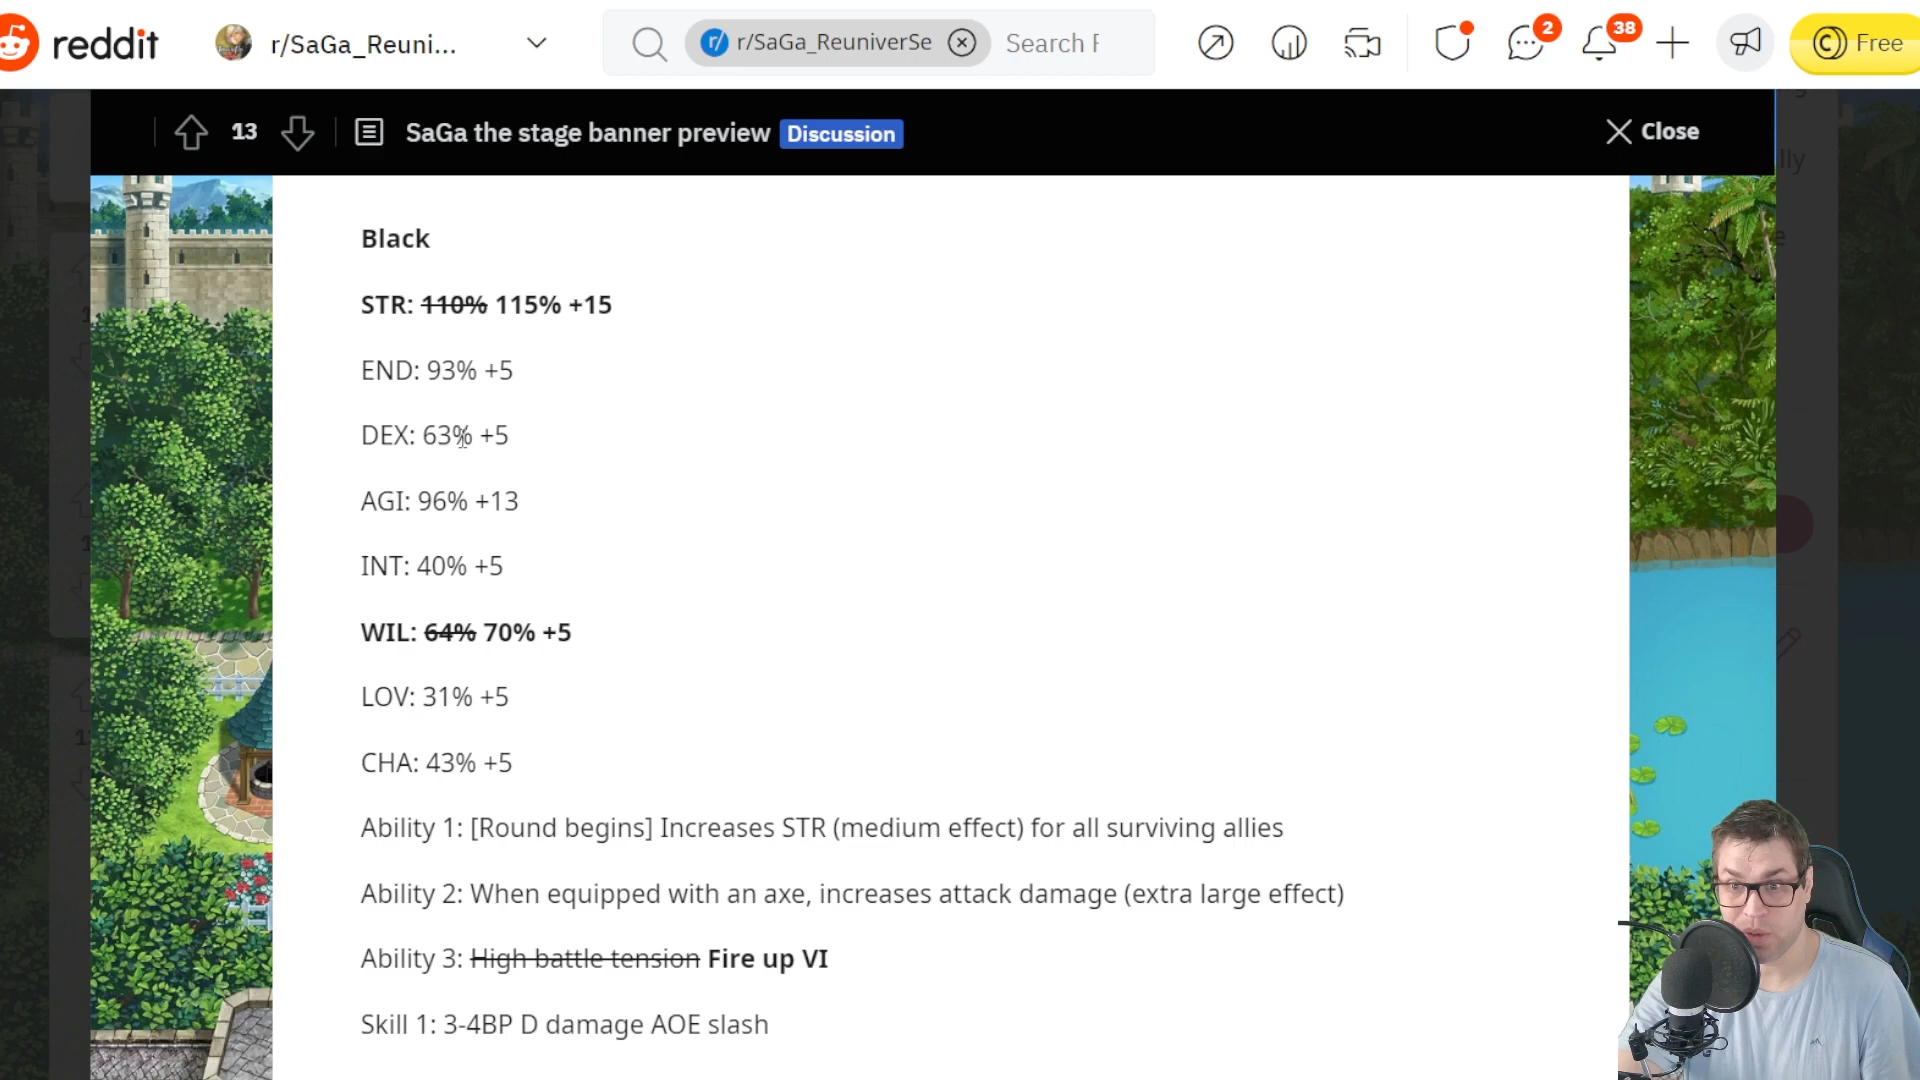 reddit
r/SaGa_Reuni...
r/ r/SaGa_ReuniverSe
Search
2
38
Free
13
SaGa the stage banner preview Discussion
Close
lly
Black
STR: 110% 115% +15
END: 93% +5
DEX: 63% +5
AGI: 96% +13
INT: 40% +5
WIL: 64% 70% +5
LOV: 31% +5
CHA: 43% +5
Ability 1: [Round begins] Increases STR (medium effect) for all surviving allies
Ability 2: When equipped with an axe, increases attack damage (extra large effect)
Ability 3: High battle tension Fire up VI
Skill 1: 3-4BP D damage AOE slash